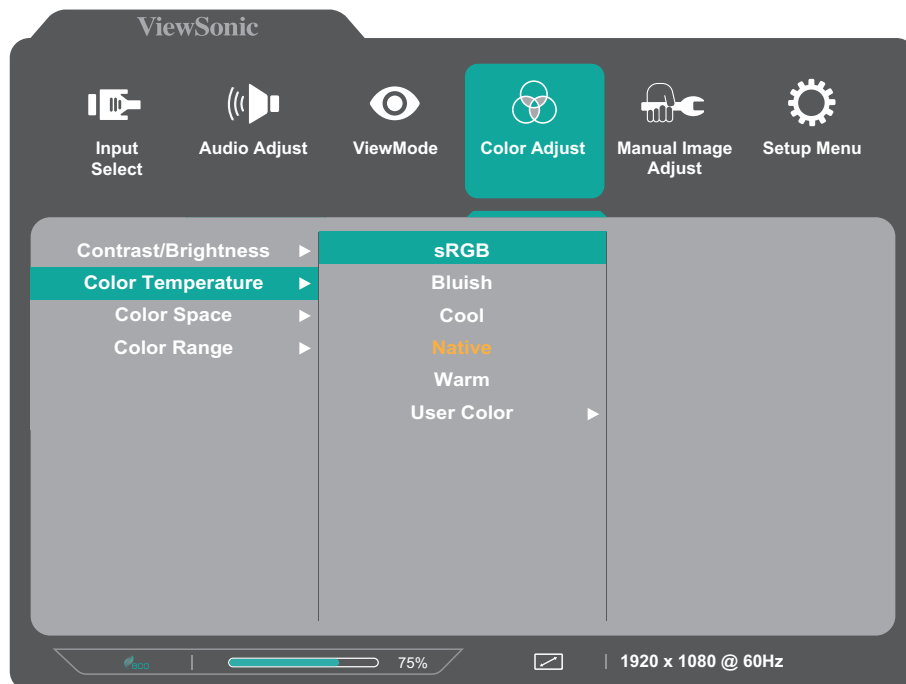 ViewSonic
Input
Select
Audio Adjust
ViewMode
Color Adjust
Manual Image
Adjust
Setup Menu
Contrast/Brightness
Color Temperature
Color Space
Color Range
sRGB
Bluish
Cool
Native
Warm
User Color
ECO
75%
1920 x 1080 @ 60Hz